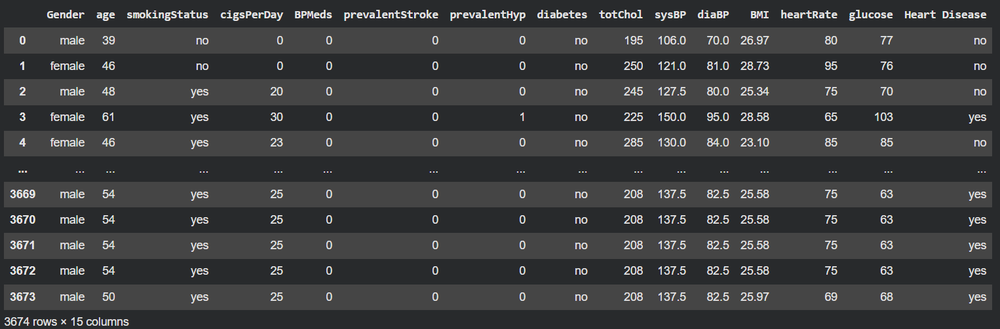 Gender age smokingStatus cigsPerDay BPMeds prevalentStroke prevalentHyp diabetes totChol sysBP diaBP BMI heartRate glucose Heart Disease
0 male 39 no 0 0 0 0 no 195 106.0 70.0 26.97 80 77 no
1 female 46 no 0 0 0 0 no 250 121.0 81.0 28.73 95 76 no
2 male 48 yes 20 0 0 0 no 245 127.5 80.0 25.34 75 70 no
3 female 61 yes 30 0 0 1 no 225 150.0 95.0 28.58 65 103 yes
4 female 46 yes 23 0 0 0 no 285 130.0 84.0 23.10 85 85 no
... ... ... ... ... ... ... ... ... ... ... ... ... ... ... ...
3669 male 54 yes 25 0 0 0 no 208 137.5 82.5 25.58 75 63 yes
3670 male 54 yes 25 0 0 0 no 208 137.5 82.5 25.58 75 63 yes
3671 male 54 yes 25 0 0 0 no 208 137.5 82.5 25.58 75 63 yes
3672 male 54 yes 25 0 0 0 no 208 137.5 82.5 25.58 75 63 yes
3673 male 50 yes 25 0 0 0 no 208 137.5 82.5 25.97 69 68 yes
3674 rows × 15 columns